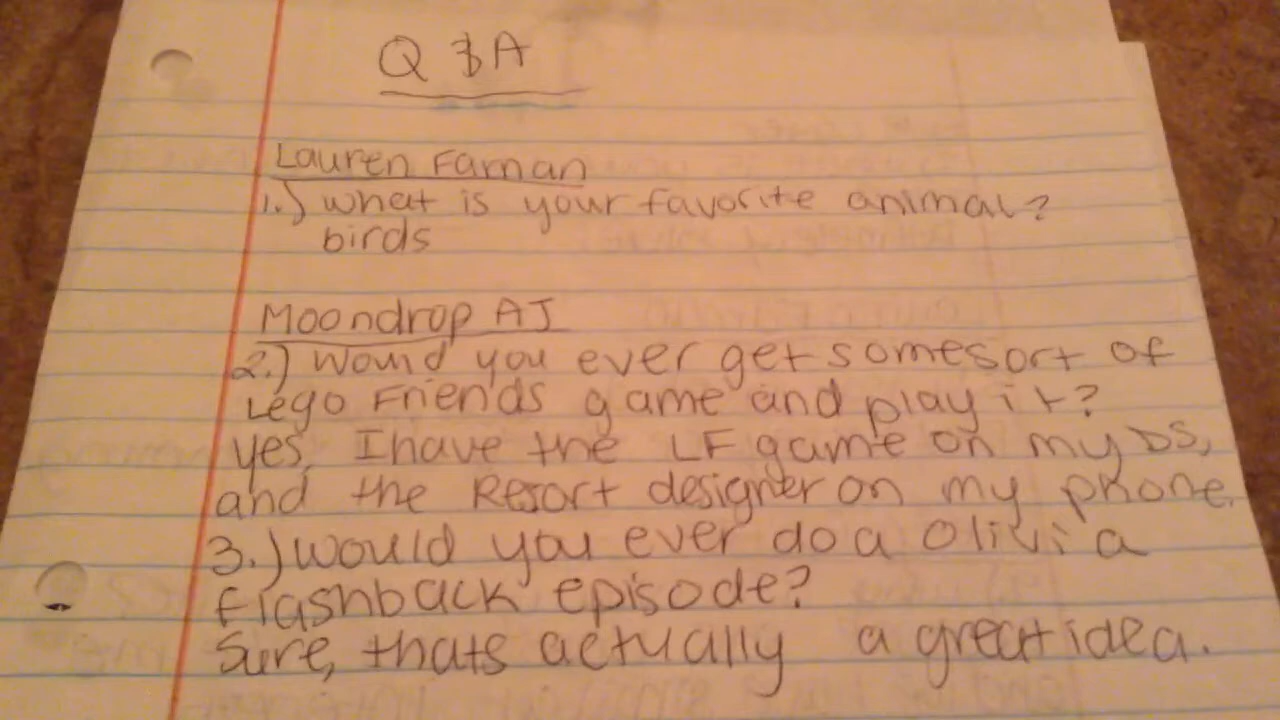 Q & A
Lauren Farnan
1.) what is your favorite animal?
birds
Moondrop AJ
2.) Would you ever get somesort of
Lego Friends game and play it?
yes, I have the LF game on my DS,
and the Resort designer on my phone.
3.) would you ever do a Olivia
flashback episode?
Sure, thats actually a great idea.